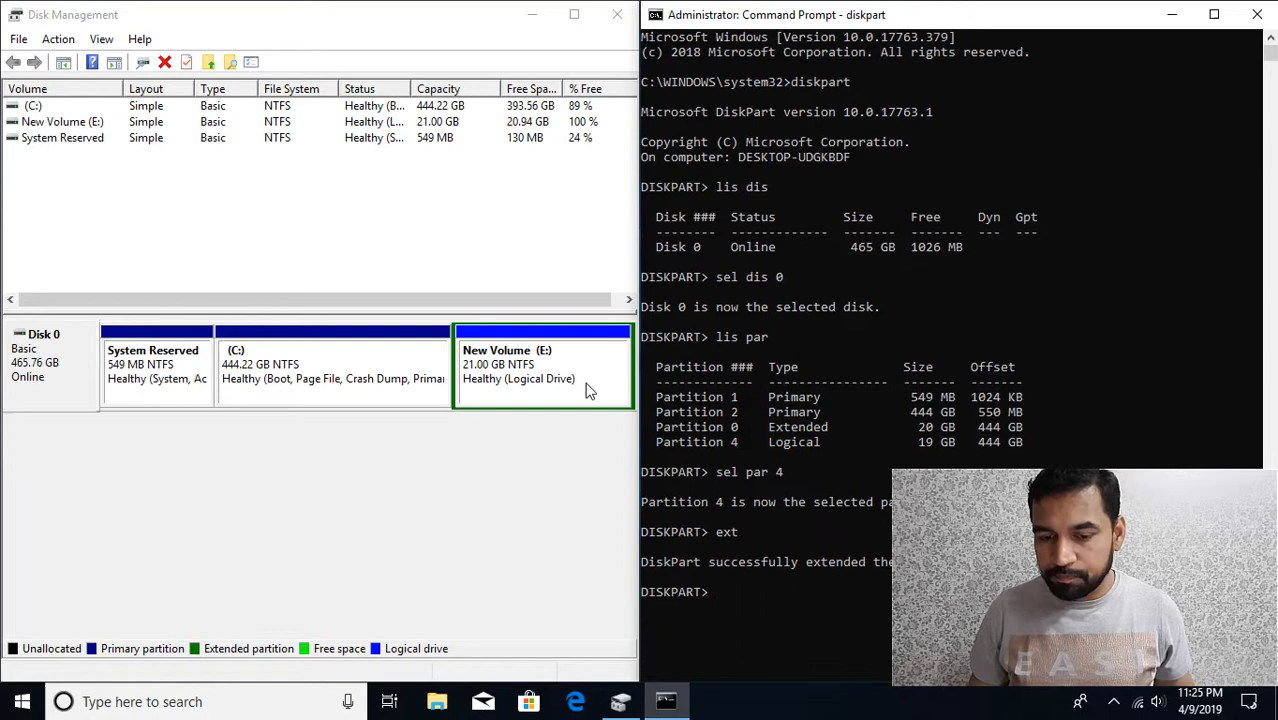 Disk Management
File Action View Help
Volume Layout Type File System Status Capacity Free Spa... % Free
(C:) Simple Basic NTFS Healthy (B... 444.22 GB 393.56 GB 89 %
New Volume (E:) Simple Basic NTFS Healthy (L... 21.00 GB 20.94 GB 100 %
System Reserved Simple Basic NTFS Healthy (S... 549 MB 130 MB 24 %
Disk 0
Basic
465.76 GB
Online
System Reserved
549 MB NTFS
Healthy (System, Ac
(C:)
444.22 GB NTFS
Healthy (Boot, Page File, Crash Dump, Primar
New Volume (E:)
21.00 GB NTFS
Healthy (Logical Drive)
Unallocated Primary partition Extended partition Free space Logical drive
Administrator: Command Prompt - diskpart
Microsoft Windows [Version 10.0.17763.379]
(c) 2018 Microsoft Corporation. All rights reserved.
C:\WINDOWS\system32>diskpart
Microsoft DiskPart version 10.0.17763.1
Copyright (C) Microsoft Corporation.
On computer: DESKTOP-UDGKBDF
DISKPART> lis dis
Disk ### Status Size Free Dyn Gpt
-------- ------------- ------- ------- --- ---
Disk 0 Online 465 GB 1026 MB
DISKPART> sel dis 0
Disk 0 is now the selected disk.
DISKPART> lis par
Partition ### Type Size Offset
------------- ---------------- ------- -------
Partition 1 Primary 549 MB 1024 KB
Partition 2 Primary 444 GB 550 MB
Partition 0 Extended 20 GB 444 GB
Partition 4 Logical 19 GB 444 GB
DISKPART> sel par 4
Partition 4 is now the selected pa
DISKPART> ext
DiskPart successfully extended the
DISKPART>
EAS
Type here to search
11:25 PM
4/9/2019